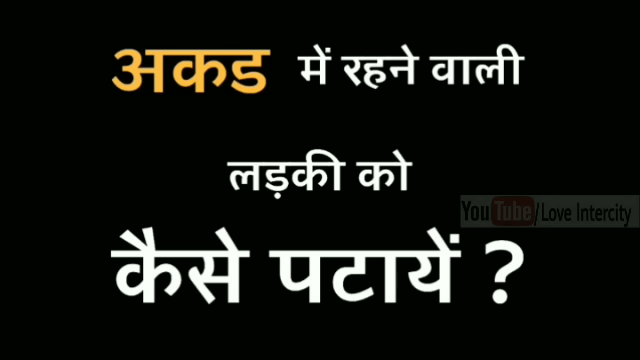 अकड में रहने वाली
लड़की को
YouTube/Love Intercity
कैसे पटायें ?